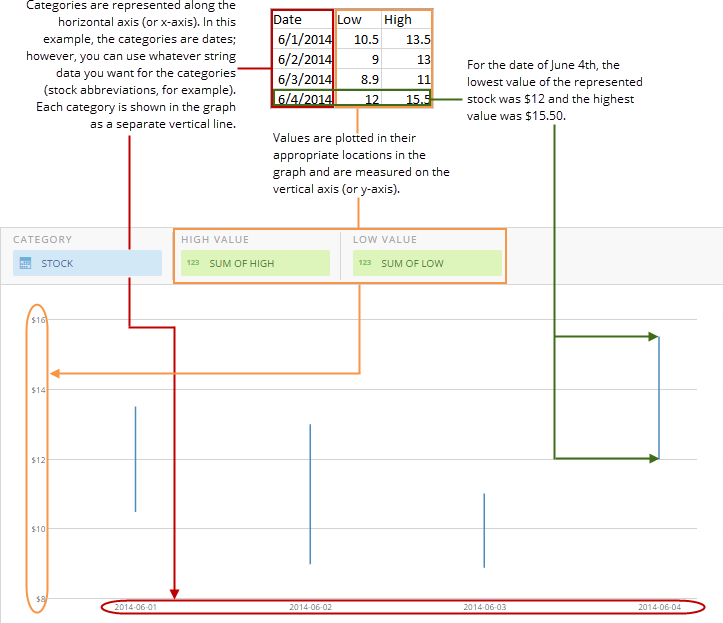 Categories are represented along the
horizontal axis (or x-axis). In this
example, the categories are dates;
however, you can use whatever string
data you want for the categories
(stock abbreviations, for example).
Each category is shown in the graph
as a separate vertical line.
Date Low High
6/1/2014 10.5 13.5
6/2/2014 9 13
6/3/2014 8.9 11
6/4/2014 12 15.5
For the date of June 4th, the
lowest value of the represented
stock was $12 and the highest
value was $15.50.
Values are plotted in their
appropriate locations in the
graph and are measured on the
vertical axis (or y-axis).
CATEGORY HIGH VALUE LOW VALUE
STOCK 123 SUM OF HIGH 123 SUM OF LOW
$16
$14
$12
$10
$8
2014-06-01 2014-06-02 2014-06-03 2014-06-04